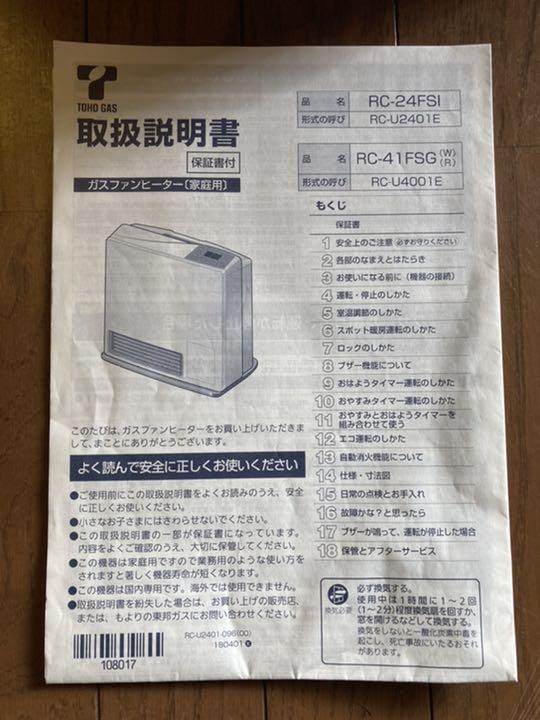 TOHO GAS
取扱説明書
保証書付
ガスファンヒーター〔家庭用〕
品 名 RC-24FSI
形式の呼び RC-U2401E
品 名 RC-41FSG (W) (R)
形式の呼び RC-U4001E
もくじ
保証書
1 安全上のご注意 必ずお守りください
2 各部のなまえとはたらき
3 お使いになる前に（機器の接続）
4 運転・停止のしかた
5 室温調節のしかた
6 スポット暖房運転のしかた
7 ロックのしかた
8 ブザー機能について
9 おはようタイマー運転のしかた
10 おやすみタイマー運転のしかた
11 おやすみとおはようタイマーを
組み合わせて使う
12 エコ運転のしかた
13 自動消火機能について
14 仕様・寸法図
15 日常の点検とお手入れ
16 故障かな？と思ったら
17 ブザーが鳴って、運転が停止した場合
18 保管とアフターサービス
このたびは、ガスファンヒーターをお買い上げいただきま
して、まことにありがとうございます。
よく読んで安全に正しくお使いください
●ご使用前にこの取扱説明書をよくお読みのうえ、安全
に正しくお使いください。
●小さなお子さまにはさわらせないでください。
●この取扱説明書の一部が保証書になっています。
内容をよくご確認のうえ、大切に保管してください。
●この機器は家庭用ですので業務用のような使い方を
されますと著しく機器寿命が短くなります。
●この機器は国内専用です。海外では使用できません。
●取扱説明書を紛失した場合は、お買い上げの販売店、
または、もよりの東邦ガスにお問い合わせください。
換気必要
必ず換気する。
使用中は1時間に1〜2回
(1〜2分)程度換気扇を回すか、
窓を開けるなどして換気する。
換気をしないと一酸化炭素中毒を
起こし、死亡事故にいたるおそれ
があります。
RC-U2401-096(00)
180401
108017